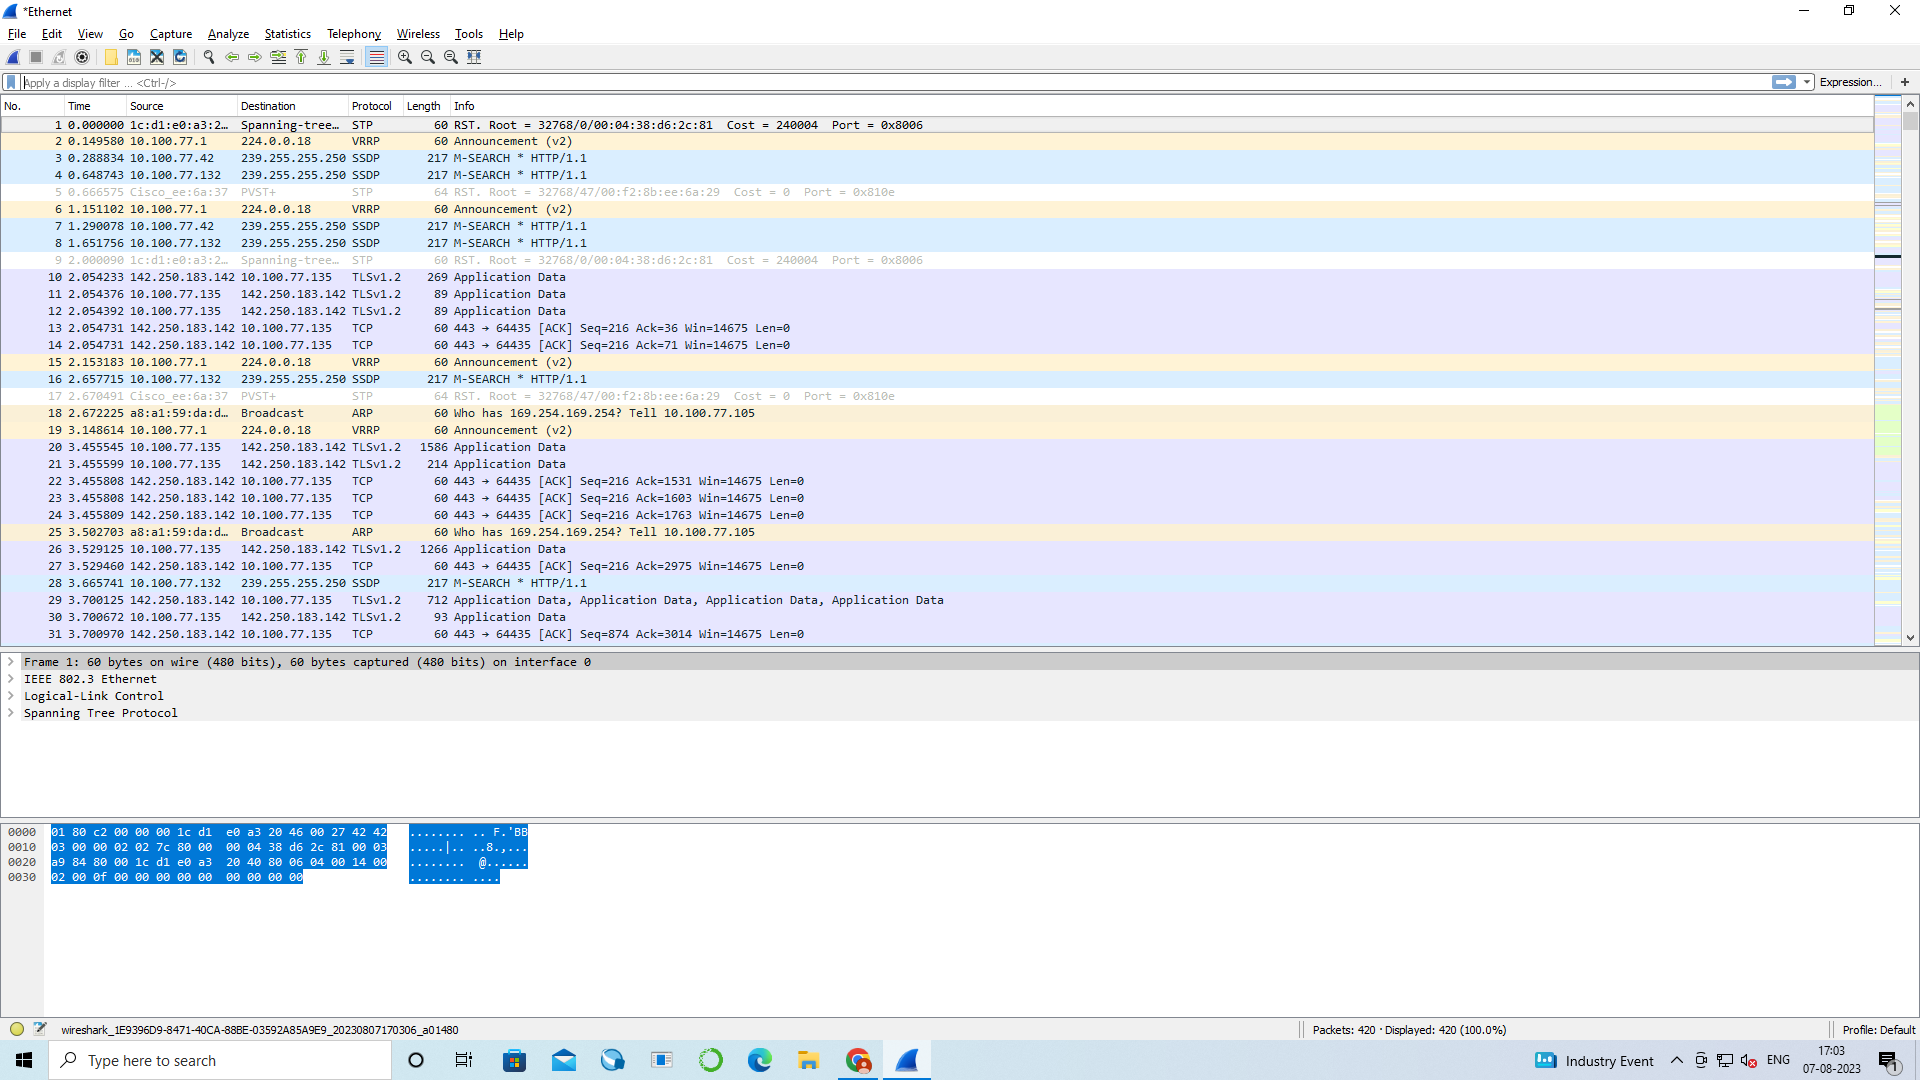 *Ethernet
File Edit View Go Capture Analyze Statistics Telephony Wireless Tools Help
Apply a display filter ... <Ctrl-/> Expression... +
No. Time Source Destination Protocol Length Info
1 0.000000 1c:d1:e0:a3:2… Spanning-tree… STP 60 RST. Root = 32768/0/00:04:38:d6:2c:81 Cost = 240004 Port = 0x8006
2 0.149580 10.100.77.1 224.0.0.18 VRRP 60 Announcement (v2)
3 0.288834 10.100.77.42 239.255.255.250 SSDP 217 M-SEARCH * HTTP/1.1
4 0.648743 10.100.77.132 239.255.255.250 SSDP 217 M-SEARCH * HTTP/1.1
5 0.666575 Cisco_ee:6a:37 PVST+ STP 64 RST. Root = 32768/47/00:f2:8b:ee:6a:29 Cost = 0 Port = 0x810e
6 1.151102 10.100.77.1 224.0.0.18 VRRP 60 Announcement (v2)
7 1.290078 10.100.77.42 239.255.255.250 SSDP 217 M-SEARCH * HTTP/1.1
8 1.651756 10.100.77.132 239.255.255.250 SSDP 217 M-SEARCH * HTTP/1.1
9 2.000090 1c:d1:e0:a3:2… Spanning-tree… STP 60 RST. Root = 32768/0/00:04:38:d6:2c:81 Cost = 240004 Port = 0x8006
10 2.054233 142.250.183.142 10.100.77.135 TLSv1.2 269 Application Data
11 2.054376 10.100.77.135 142.250.183.142 TLSv1.2 89 Application Data
12 2.054392 10.100.77.135 142.250.183.142 TLSv1.2 89 Application Data
13 2.054731 142.250.183.142 10.100.77.135 TCP 60 443 → 64435 [ACK] Seq=216 Ack=36 Win=14675 Len=0
14 2.054731 142.250.183.142 10.100.77.135 TCP 60 443 → 64435 [ACK] Seq=216 Ack=71 Win=14675 Len=0
15 2.153183 10.100.77.1 224.0.0.18 VRRP 60 Announcement (v2)
16 2.657715 10.100.77.132 239.255.255.250 SSDP 217 M-SEARCH * HTTP/1.1
17 2.670491 Cisco_ee:6a:37 PVST+ STP 64 RST. Root = 32768/47/00:f2:8b:ee:6a:29 Cost = 0 Port = 0x810e
18 2.672225 a8:a1:59:da:d… Broadcast ARP 60 Who has 169.254.169.254? Tell 10.100.77.105
19 3.148614 10.100.77.1 224.0.0.18 VRRP 60 Announcement (v2)
20 3.455545 10.100.77.135 142.250.183.142 TLSv1.2 1586 Application Data
21 3.455599 10.100.77.135 142.250.183.142 TLSv1.2 214 Application Data
22 3.455808 142.250.183.142 10.100.77.135 TCP 60 443 → 64435 [ACK] Seq=216 Ack=1531 Win=14675 Len=0
23 3.455808 142.250.183.142 10.100.77.135 TCP 60 443 → 64435 [ACK] Seq=216 Ack=1603 Win=14675 Len=0
24 3.455809 142.250.183.142 10.100.77.135 TCP 60 443 → 64435 [ACK] Seq=216 Ack=1763 Win=14675 Len=0
25 3.502703 a8:a1:59:da:d… Broadcast ARP 60 Who has 169.254.169.254? Tell 10.100.77.105
26 3.529125 10.100.77.135 142.250.183.142 TLSv1.2 1266 Application Data
27 3.529460 142.250.183.142 10.100.77.135 TCP 60 443 → 64435 [ACK] Seq=216 Ack=2975 Win=14675 Len=0
28 3.665741 10.100.77.132 239.255.255.250 SSDP 217 M-SEARCH * HTTP/1.1
29 3.700125 142.250.183.142 10.100.77.135 TLSv1.2 712 Application Data, Application Data, Application Data, Application Data
30 3.700672 10.100.77.135 142.250.183.142 TLSv1.2 93 Application Data
31 3.700970 142.250.183.142 10.100.77.135 TCP 60 443 → 64435 [ACK] Seq=874 Ack=3014 Win=14675 Len=0
Frame 1: 60 bytes on wire (480 bits), 60 bytes captured (480 bits) on interface 0
IEEE 802.3 Ethernet
Logical-Link Control
Spanning Tree Protocol
0000 01 80 c2 00 00 00 1c d1 e0 a3 20 46 00 27 42 42 ........ .. F.'BB
0010 03 00 00 02 02 7c 80 00 00 04 38 d6 2c 81 00 03 .....|.. ..8.,...
0020 a9 84 80 00 1c d1 e0 a3 20 40 80 06 04 00 14 00 ........ @......
0030 02 00 0f 00 00 00 00 00 00 00 00 00 ........ ....
wireshark_1E9396D9-8471-40CA-88BE-03592A85A9E9_20230807170306_a01480 Packets: 420 · Displayed: 420 (100.0%) Profile: Default
Type here to search Industry Event ENG 17:03
07-08-2023 1